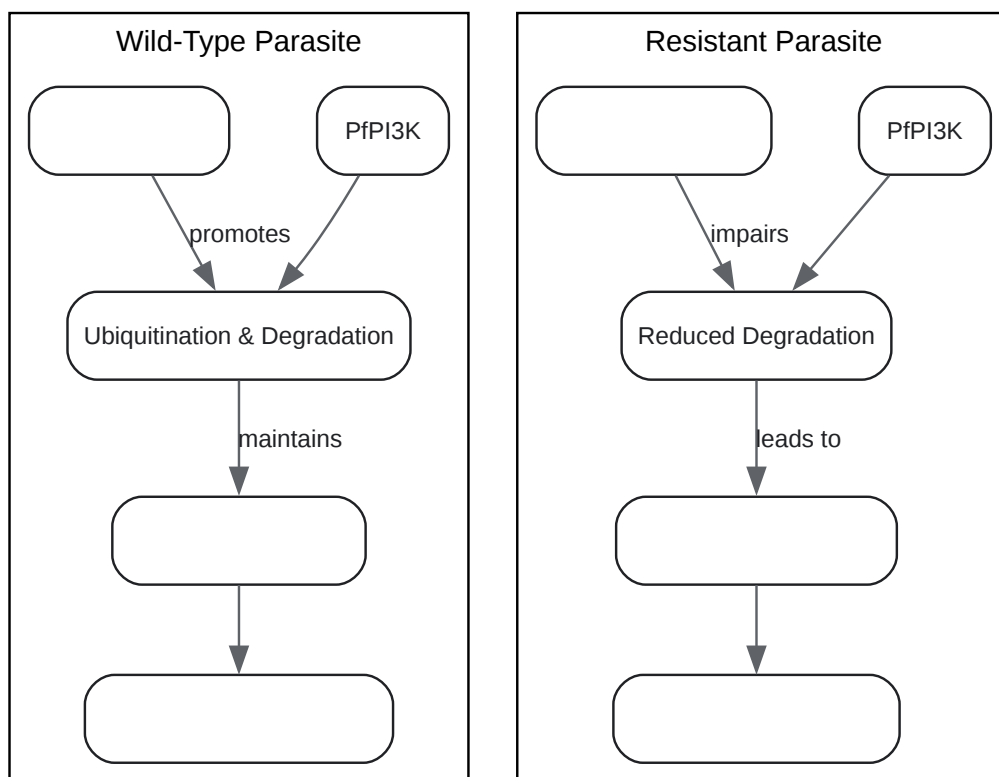 Wild-Type Parasite
PfPI3K
promotes
Ubiquitination & Degradation
maintains
Resistant Parasite
PfPI3K
impairs
Reduced Degradation
leads to